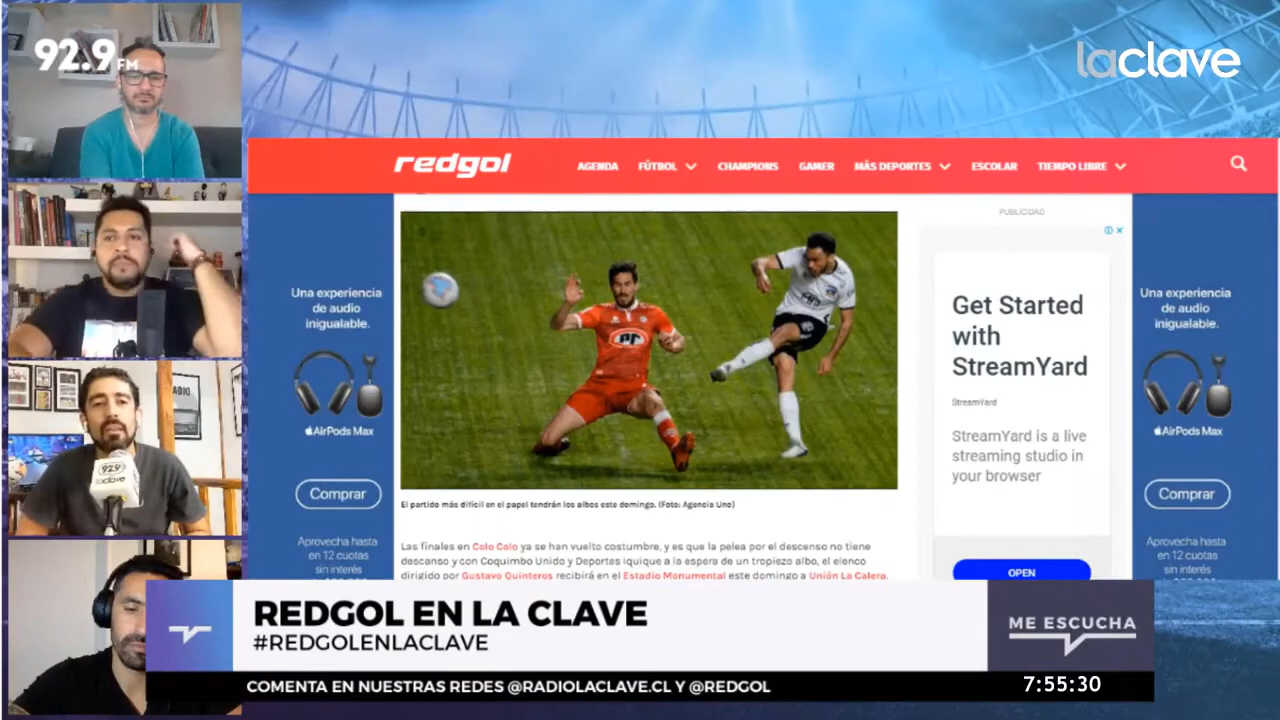 92.9 FM
laclave
redgol
AGENDA FÚTBOL CHAMPIONS GAMER MÁS DEPORTES ESCOLAR TIEMPO LIBRE
PUBLICIDAD
Una experiencia
de audio
inigualable.
AirPods Max
Comprar
Aprovecha hasta
en 12 cuotas
sin interés
El partido más difícil en el papel tendrán los albos este domingo. (Foto: Agencia Uno)
Las finales en Colo Colo ya se han vuelto costumbre, y es que la pelea por el descenso no tiene
descanso y con Coquimbo Unido y Deportes Iquique a la espera de un tropiezo albo, el elenco
dirigido por Gustavo Quinteros recibirá en el Estadio Monumental este domingo a Unión La Calera.
Get Started
with
StreamYard
StreamYard
StreamYard is a live
streaming studio in
your browser
OPEN
Una experiencia
de audio
inigualable.
AirPods Max
Comprar
Aprovecha hasta
en 12 cuotas
sin interés
92.9
laclave
REDGOL EN LA CLAVE
#REDGOLENLACLAVE
ME ESCUCHA
COMENTA EN NUESTRAS REDES @RADIOLACLAVE.CL Y @REDGOL
7:55:30